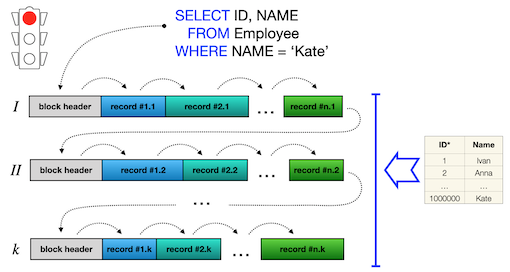 SELECT ID, NAME
FROM Employee
WHERE NAME = ‘Kate’
I block header record #1.1 record #2.1 ... record #n.1
II block header record #1.2 record #2.2 ... record #n.2
...
k block header record #1.k record #2.k ... record #n.k
ID* Name
1 Ivan
2 Anna
... ...
1000000 Kate